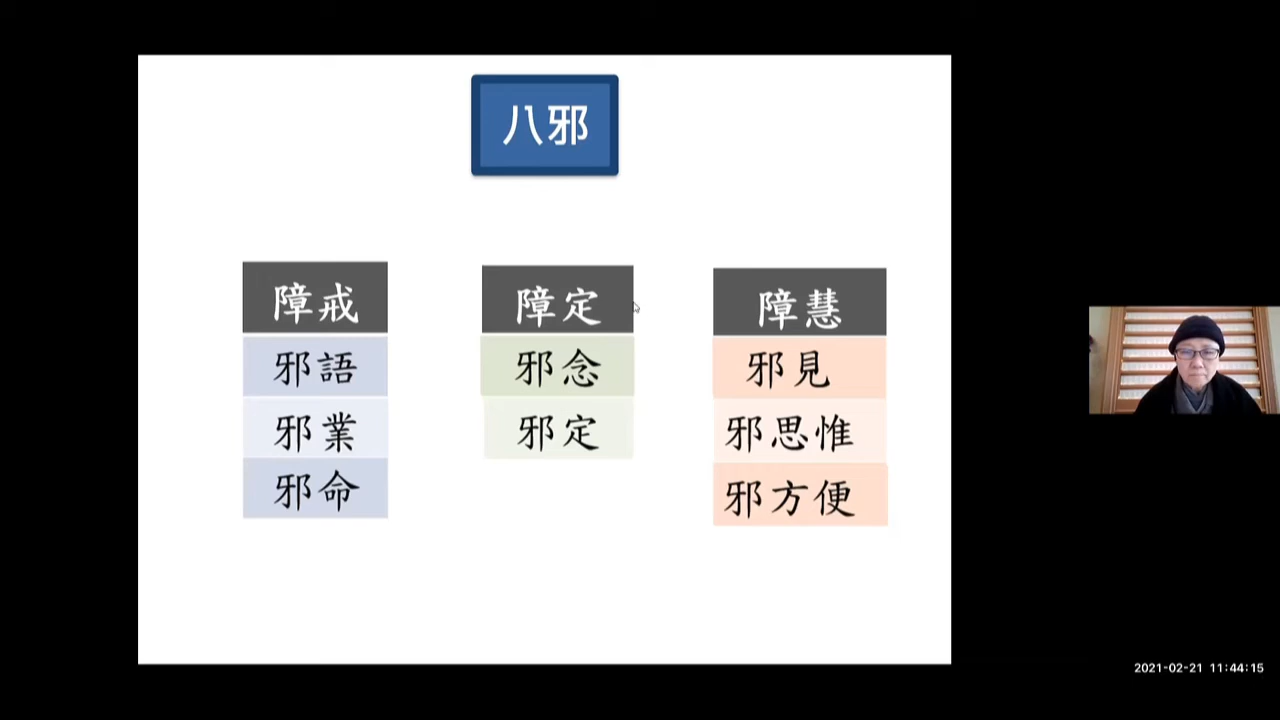 八邪
障戒
邪語
邪業
邪命
障定
邪念
邪定
障慧
邪見
邪思惟
邪方便
2021-02-21 11:44:15